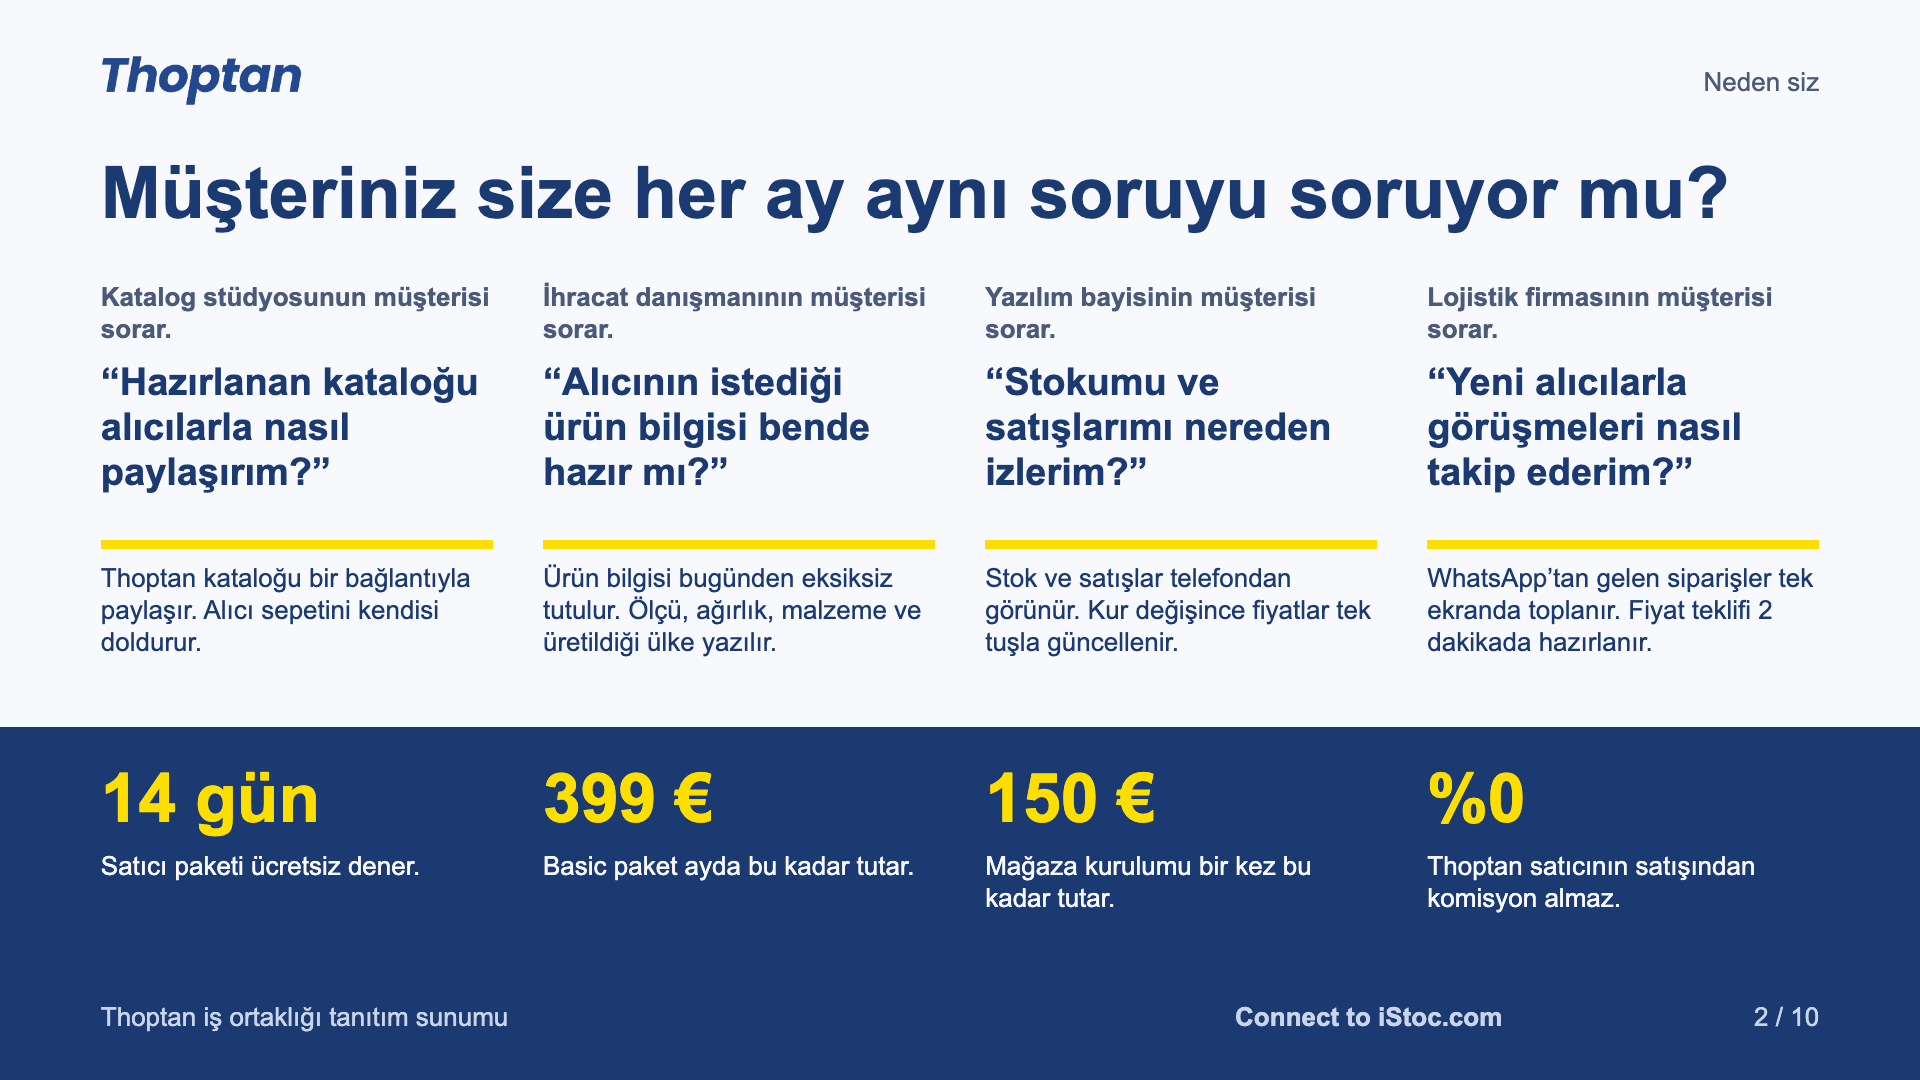 Thoptan
Neden siz
Müşteriniz size her ay aynı soruyu soruyor mu?
Katalog stüdyosunun müşterisi
sorar.
“Hazırlanan kataloğu
alıcılarla nasıl
paylaşırım?”
Thoptan kataloğu bir bağlantıyla
paylaşır. Alıcı sepetini kendisi
doldurur.
İhracat danışmanının müşterisi
sorar.
“Alıcının istediği
ürün bilgisi bende
hazır mı?”
Ürün bilgisi bugünden eksiksiz
tutulur. Ölçü, ağırlık, malzeme ve
üretildiği ülke yazılır.
Yazılım bayisinin müşterisi
sorar.
“Stokumu ve
satışlarımı nereden
izlerim?”
Stok ve satışlar telefondan
görünür. Kur değişince fiyatlar tek
tuşla güncellenir.
Lojistik firmasının müşterisi
sorar.
“Yeni alıcılarla
görüşmeleri nasıl
takip ederim?”
WhatsApp’tan gelen siparişler tek
ekranda toplanır. Fiyat teklifi 2
dakikada hazırlanır.
14 gün
Satıcı paketi ücretsiz dener.
399 €
Basic paket ayda bu kadar tutar.
150 €
Mağaza kurulumu bir kez bu
kadar tutar.
%0
Thoptan satıcının satışından
komisyon almaz.
Thoptan iş ortaklığı tanıtım sunumu
Connect to iStoc.com
2 / 10